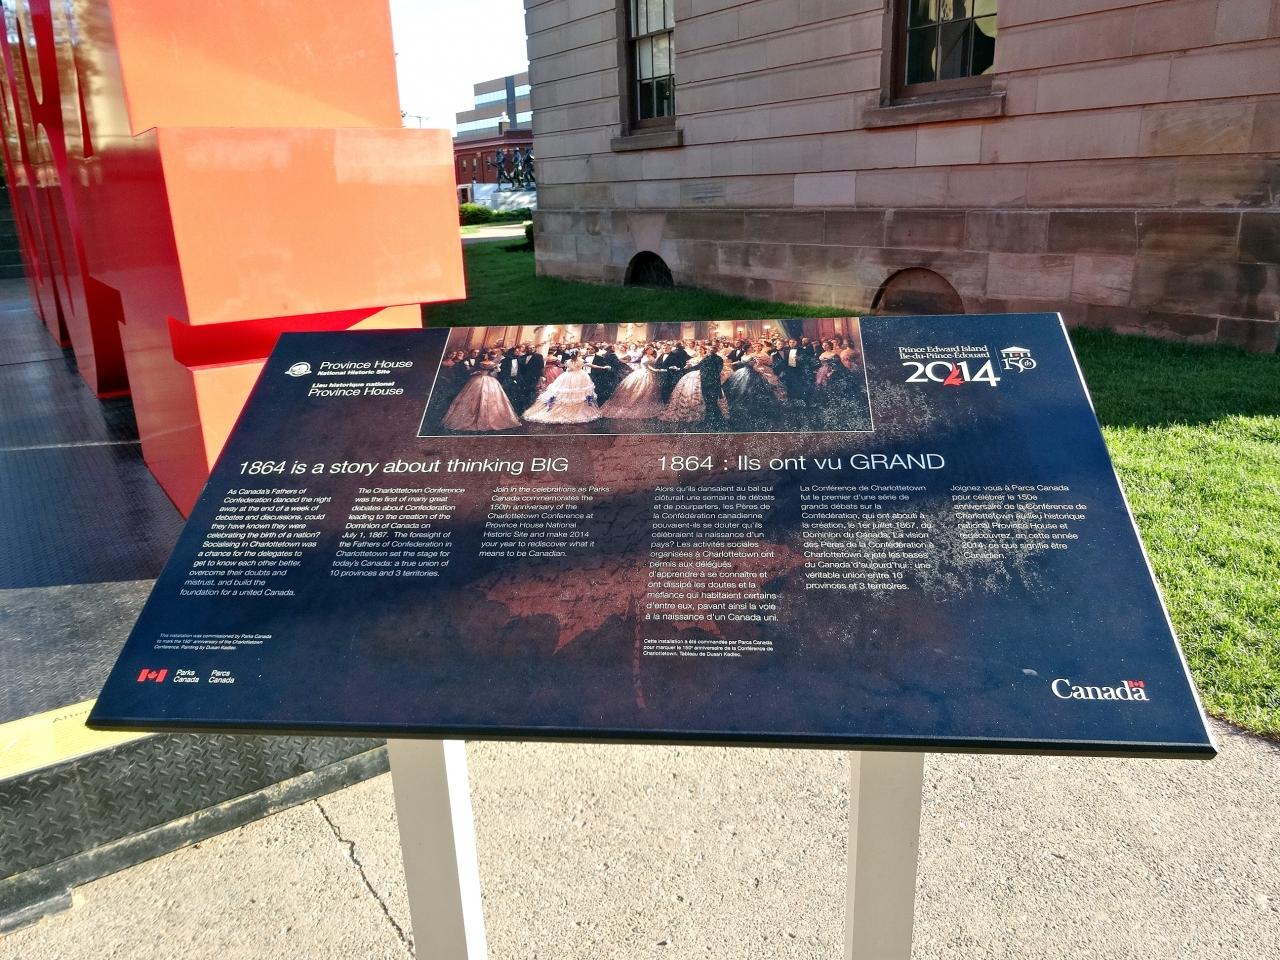 Province House
National Historic Site
Lieu historique national
Province House
Prince Edward Island
Île-du-Prince-Édouard
2014
150th
1864 is a story about thinking BIG
As Canada's Fathers of
Confederation danced the night
away at the end of a week of
debates and discussions, could
they have known they were
celebrating the birth of a nation?
Socialising in Charlottetown was
a chance for the delegates to
get to know each other better,
overcome their doubts and
mistrust, and build the
foundation for a united Canada.
The Charlottetown Conference
was the first of many great
debates about Confederation
leading to the creation of the
Dominion of Canada on
July 1, 1867. The foresight of
the Fathers of Confederation in
Charlottetown set the stage for
today's Canada: a true union of
10 provinces and 3 territories.
Join in the celebrations as Parks
Canada commemorates the
150th anniversary of the
Charlottetown Conference at
Province House National
Historic Site and make 2014
your year to rediscover what it
means to be Canadian.
1864 : Ils ont vu GRAND
Alors qu'ils dansaient au bal qui
clôturait une semaine de débats
et de pourparlers, les Pères de
la Confédération canadienne
pouvaient-ils se douter qu'ils
célébraient la naissance d'un
pays? Les activités sociales
organisées à Charlottetown ont
permis aux délégués
d'apprendre à se connaître et
ont dissipé les doutes et la
méfiance qui habitaient certains
d'entre eux, pavant ainsi la voie
à la naissance d'un Canada uni.
La Conférence de Charlottetown
fut le premier d'une série de
grands débats sur la
Confédération, qui ont abouti à
la création, le 1er juillet 1867, du
Dominion du Canada. La vision
des Pères de la Confédération à
Charlottetown a jeté les bases
du Canada d'aujourd'hui : une
véritable union entre 10
provinces et 3 territoires.
Joignez vous à Parcs Canada
pour célébrer le 150e
anniversaire de la Conférence de
Charlottetown au lieu historique
national Province House et
redécouvrez, en cette année
2014, ce que signifie être
Canadien.
This installation was commissioned by Parks Canada
to mark the 150th anniversary of the Charlottetown
Conference. Painting by Dusan Kadlec.
Cette installation a été commandée par Parcs Canada
pour marquer le 150e anniversaire de la Conférence de
Charlottetown. Tableau de Dusan Kadlec.
Parks Canada
Parcs Canada
Canada